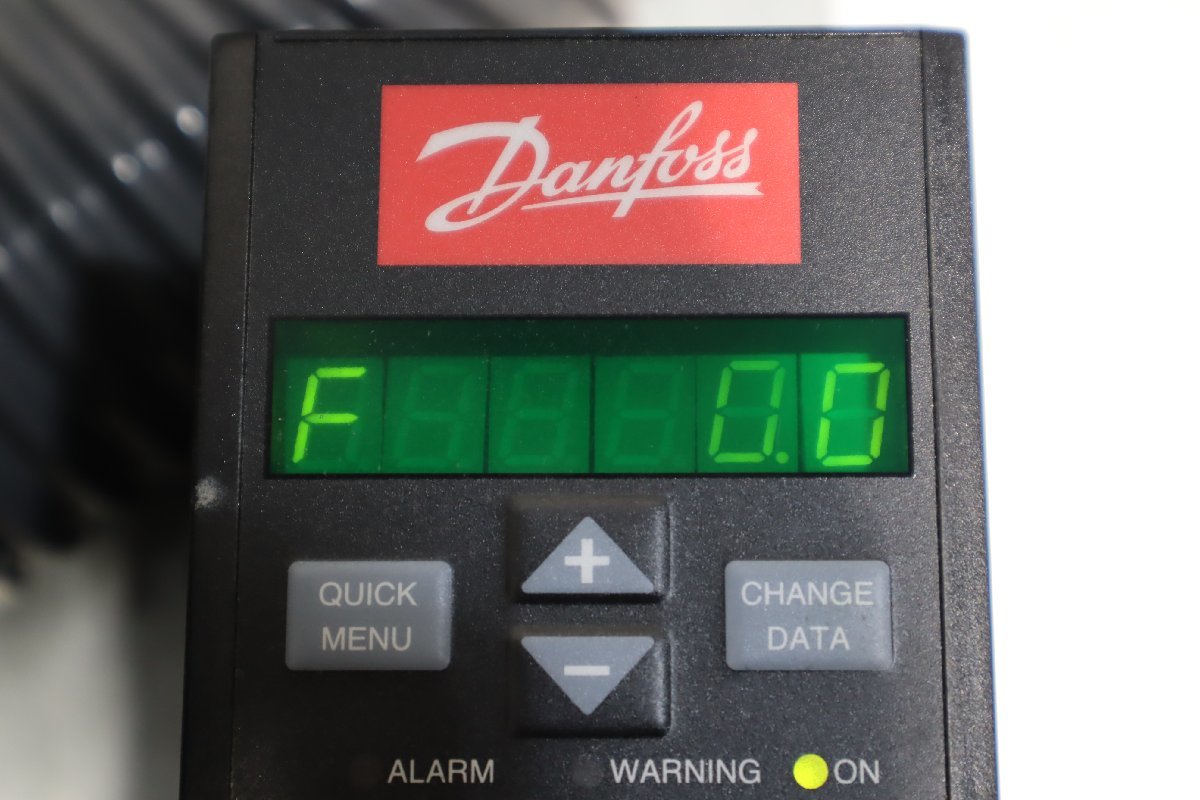 Danfoss
F 0.0
+
QUICK
MENU
CHANGE
DATA
−
ALARM WARNING ON